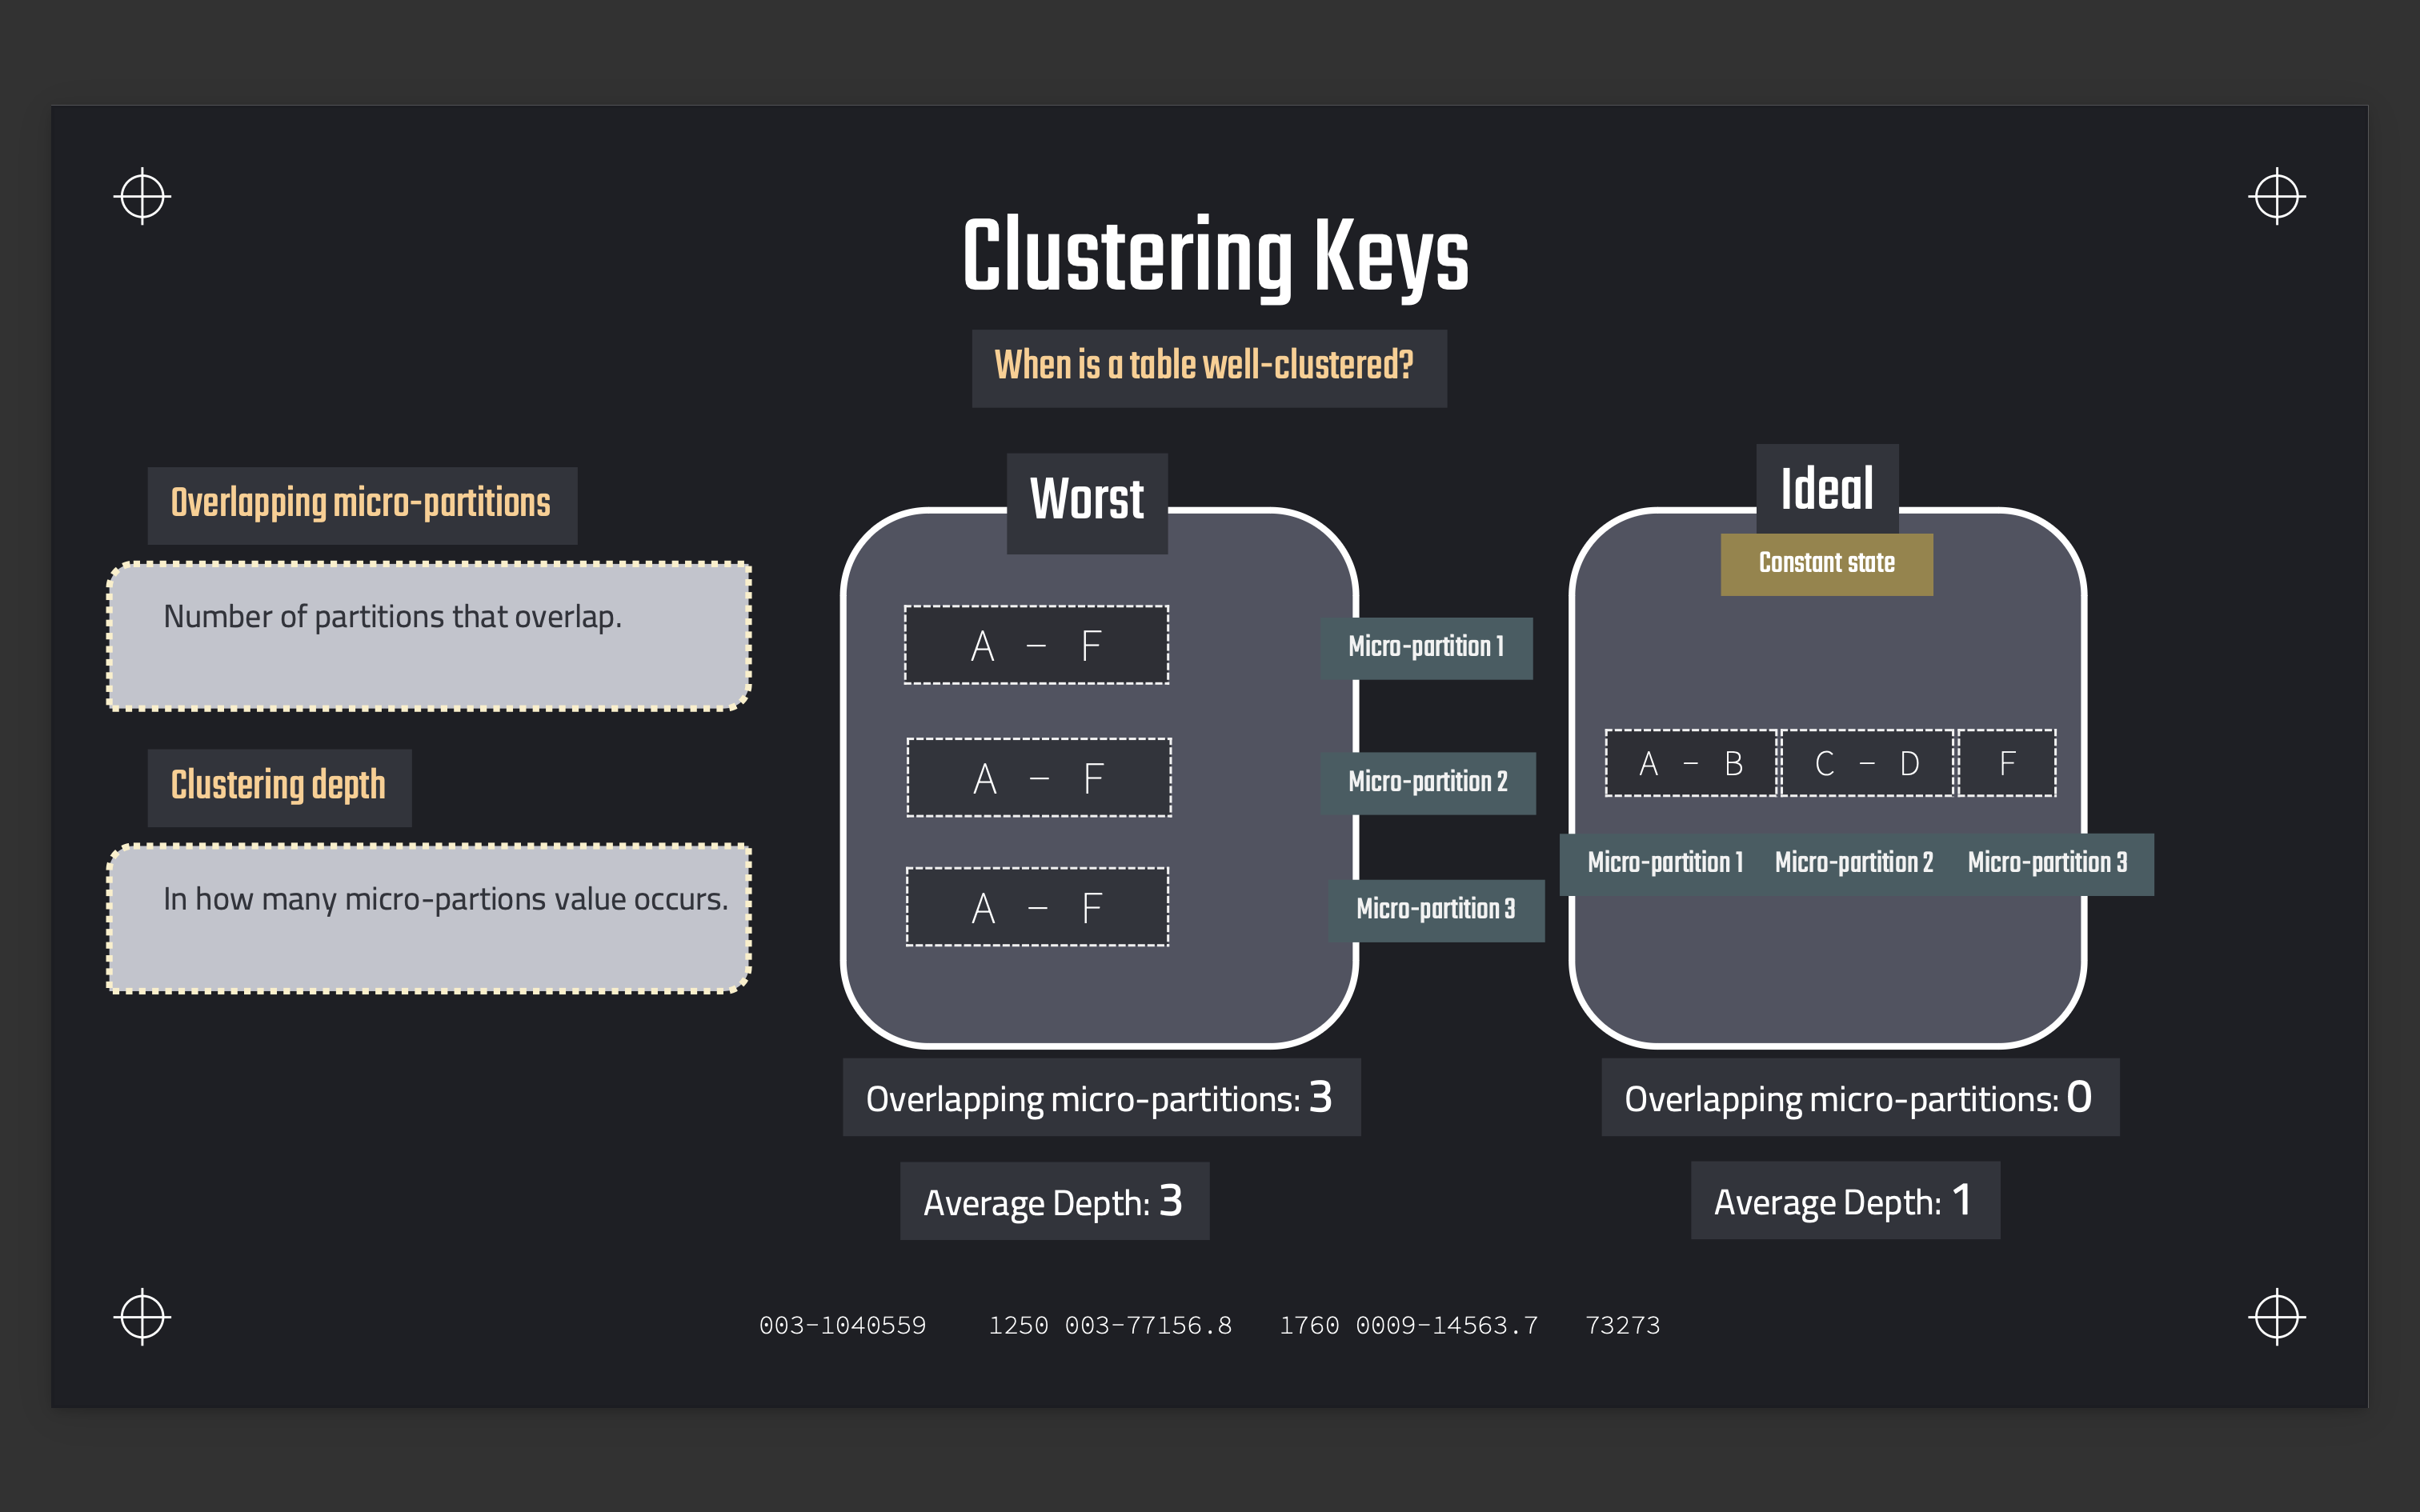 Clustering Keys
When is a table well-clustered?
Overlapping micro-partitions
Number of partitions that overlap.
Clustering depth
In how many micro-partions value occurs.
Worst
A - F
Micro-partition 1
A - F
Micro-partition 2
A - F
Micro-partition 3
Overlapping micro-partitions: 3
Average Depth: 3
Ideal
Constant state
A - B C - D F
Micro-partition 1 Micro-partition 2 Micro-partition 3
Overlapping micro-partitions: 0
Average Depth: 1
003-1040559 1250 003-77156.8 1760 0009-14563.7 73273